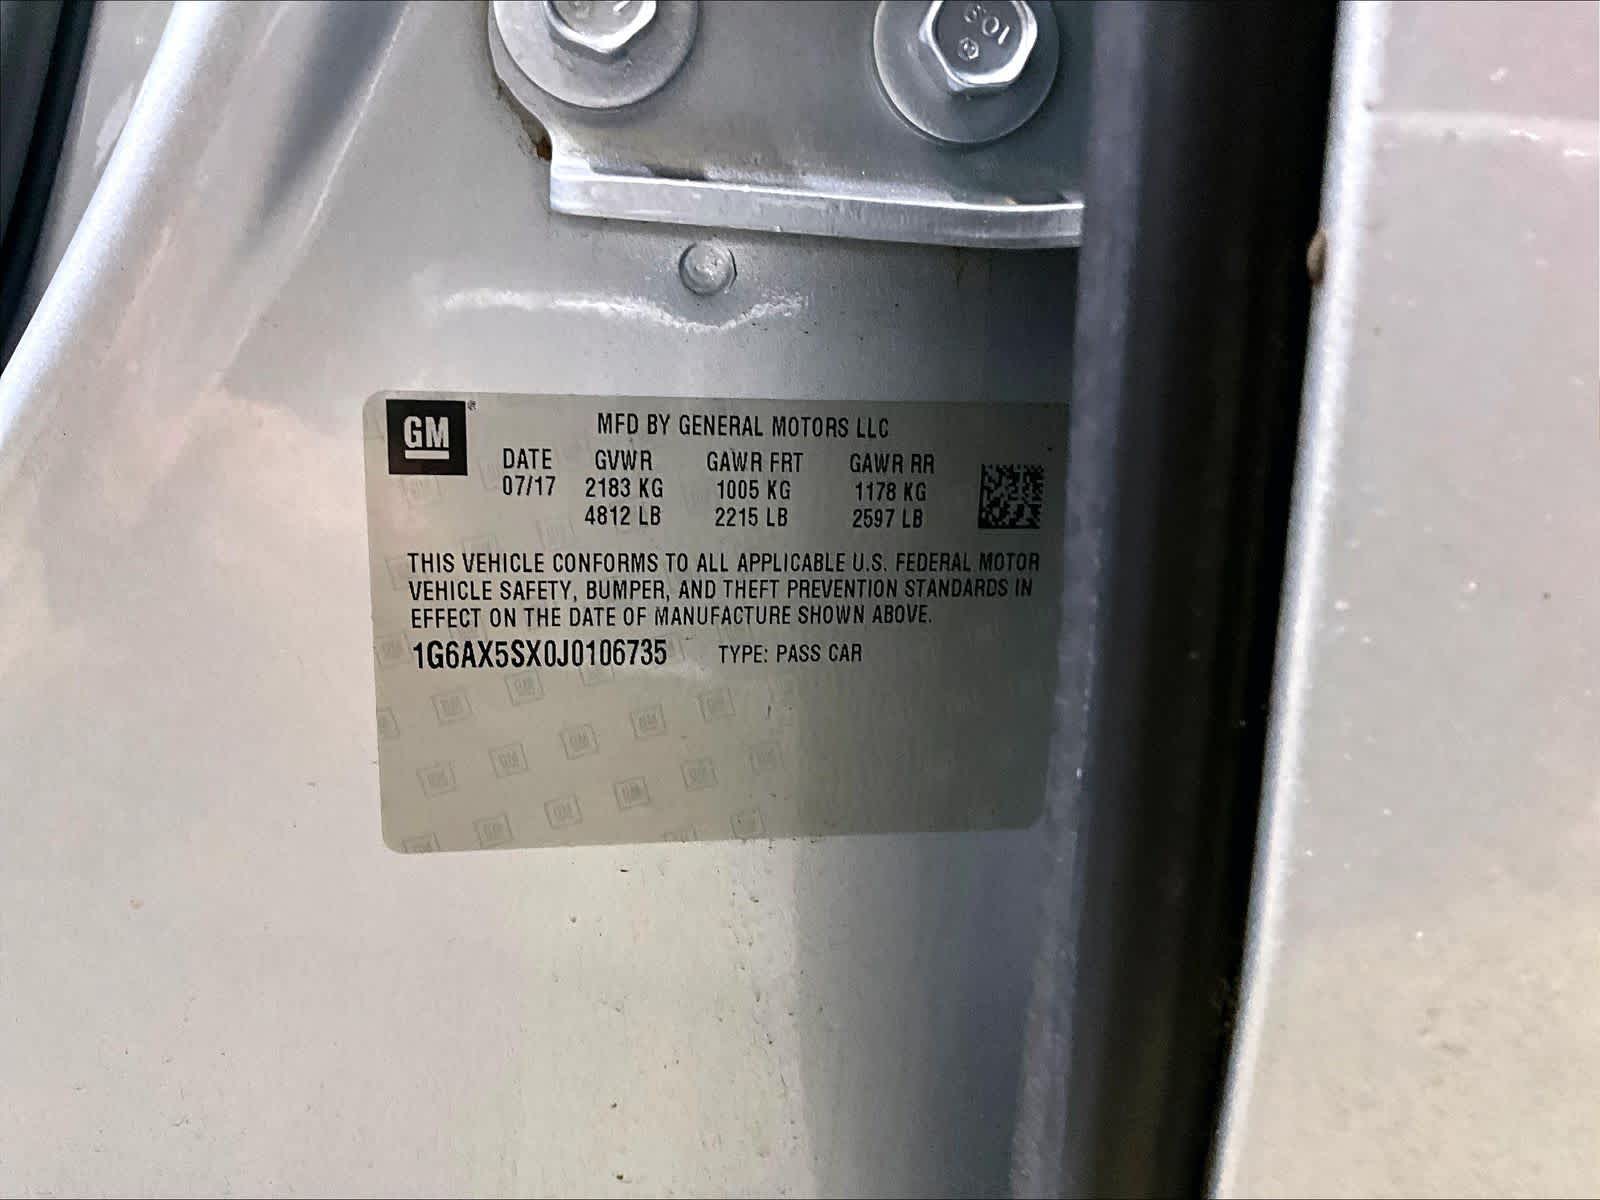 GM
MFD BY GENERAL MOTORS LLC
DATE GVWR GAWR FRT GAWR RR
07/17 2183 KG 1005 KG 1178 KG
4812 LB 2215 LB 2597 LB
THIS VEHICLE CONFORMS TO ALL APPLICABLE U.S. FEDERAL MOTOR
VEHICLE SAFETY, BUMPER, AND THEFT PREVENTION STANDARDS IN
EFFECT ON THE DATE OF MANUFACTURE SHOWN ABOVE.
1G6AX5SX0J0106735 TYPE: PASS CAR